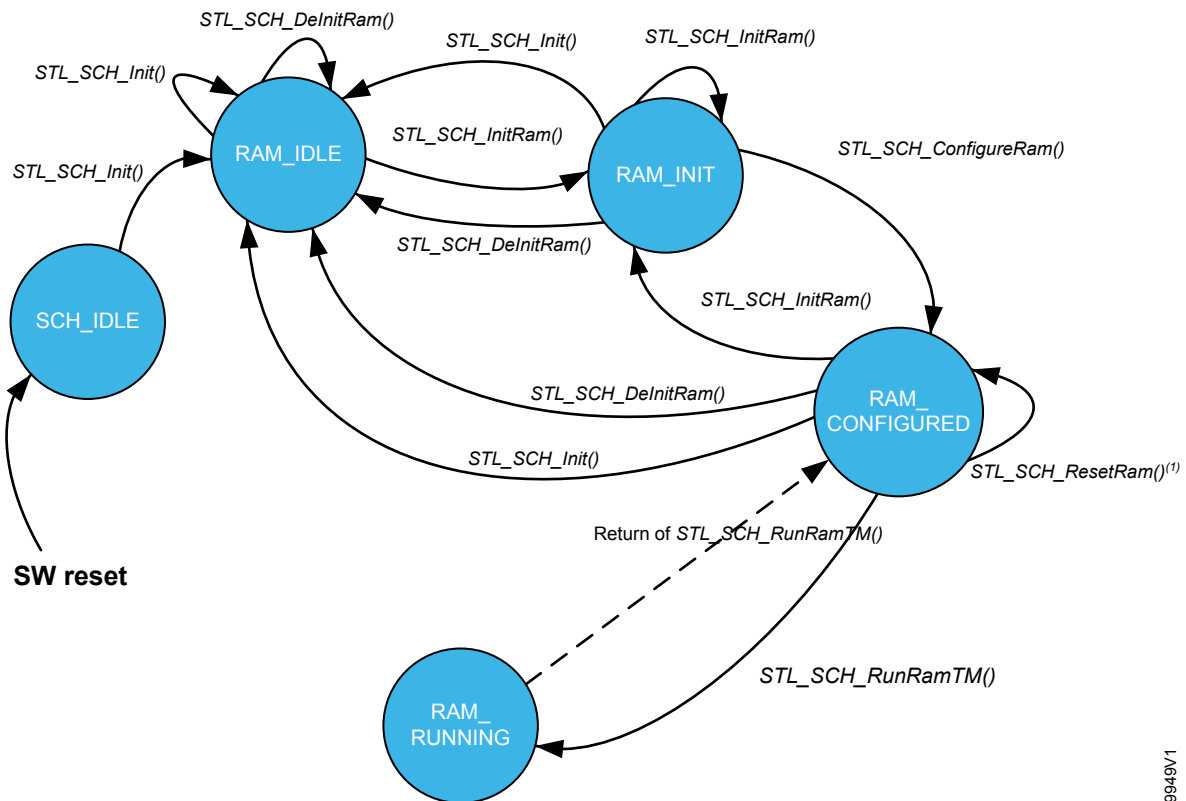 STL_SCH_DeInitRam()
STL_SCH_Init()
STL_SCH_InitRam()
STL_SCH_Init()
STL_SCH_InitRam()
STL_SCH_ConfigureRam()
RAM_IDLE
RAM_INIT
STL_SCH_Init()
STL_SCH_DeInitRam()
STL_SCH_InitRam()
SCH_IDLE
STL_SCH_DeInitRam()
RAM_
CONFIGURED
STL_SCH_Init()
STL_SCH_ResetRam()(1)
Return of STL_SCH_RunRamTM()
SW reset
STL_SCH_RunRamTM()
RAM_
RUNNING
9949V1